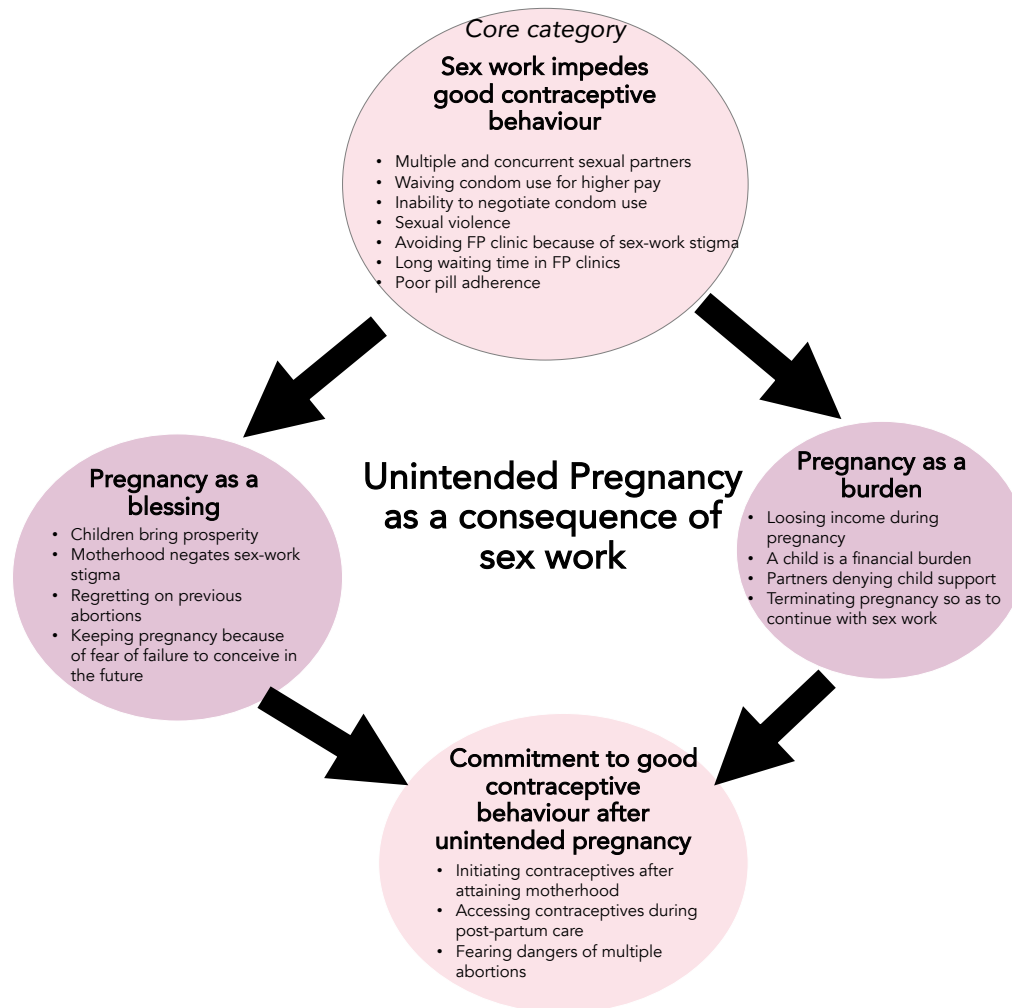 Core category
Sex work impedes
good contraceptive
behaviour
• Multiple and concurrent sexual partners
• Waiving condom use for higher pay
• Inability to negotiate condom use
• Sexual violence
• Avoiding FP clinic because of sex-work stigma
• Long waiting time in FP clinics
• Poor pill adherence
Pregnancy as a
blessing
• Children bring prosperity
• Motherhood negates sex-work
stigma
• Regretting on previous
abortions
• Keeping pregnancy because
of fear of failure to conceive in
the future
Unintended Pregnancy
as a consequence of
sex work
Pregnancy as a
burden
• Loosing income during
pregnancy
• A child is a financial burden
• Partners denying child support
• Terminating pregnancy so as to
continue with sex work
Commitment to good
contraceptive
behaviour after
unintended pregnancy
• Initiating contraceptives after
attaining motherhood
• Accessing contraceptives during
post-partum care
• Fearing dangers of multiple
abortions